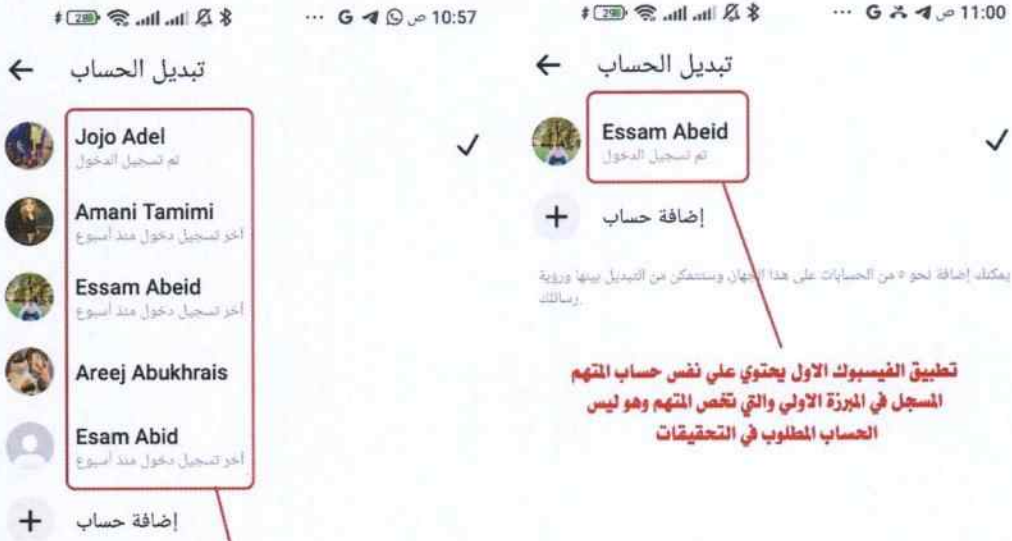 10:57 ص
G
28
تبديل الحساب
Jojo Adel
تم تسجيل الدخول
Amani Tamimi
آخر تسجيل دخول منذ أسبوع
Essam Abeid
آخر تسجيل دخول منذ أسبوع
Areej Abukhrais
Esam Abid
آخر تسجيل دخول منذ أسبوع
إضافة حساب
11:00 ص
G
29
تبديل الحساب
Essam Abeid
تم تسجيل الدخول
إضافة حساب
يمكنك إضافة نحو ٥ من الحسابات على هذا الجهاز، وستتمكن من التبديل بينها ورؤية
رسائلك.
تطبيق الفيسبوك الاول يحتوي علي نفس حساب المتهم
المسجل في المبرزة الاولي والتي تخص المتهم وهو ليس
الحساب المطلوب في التحقيقات